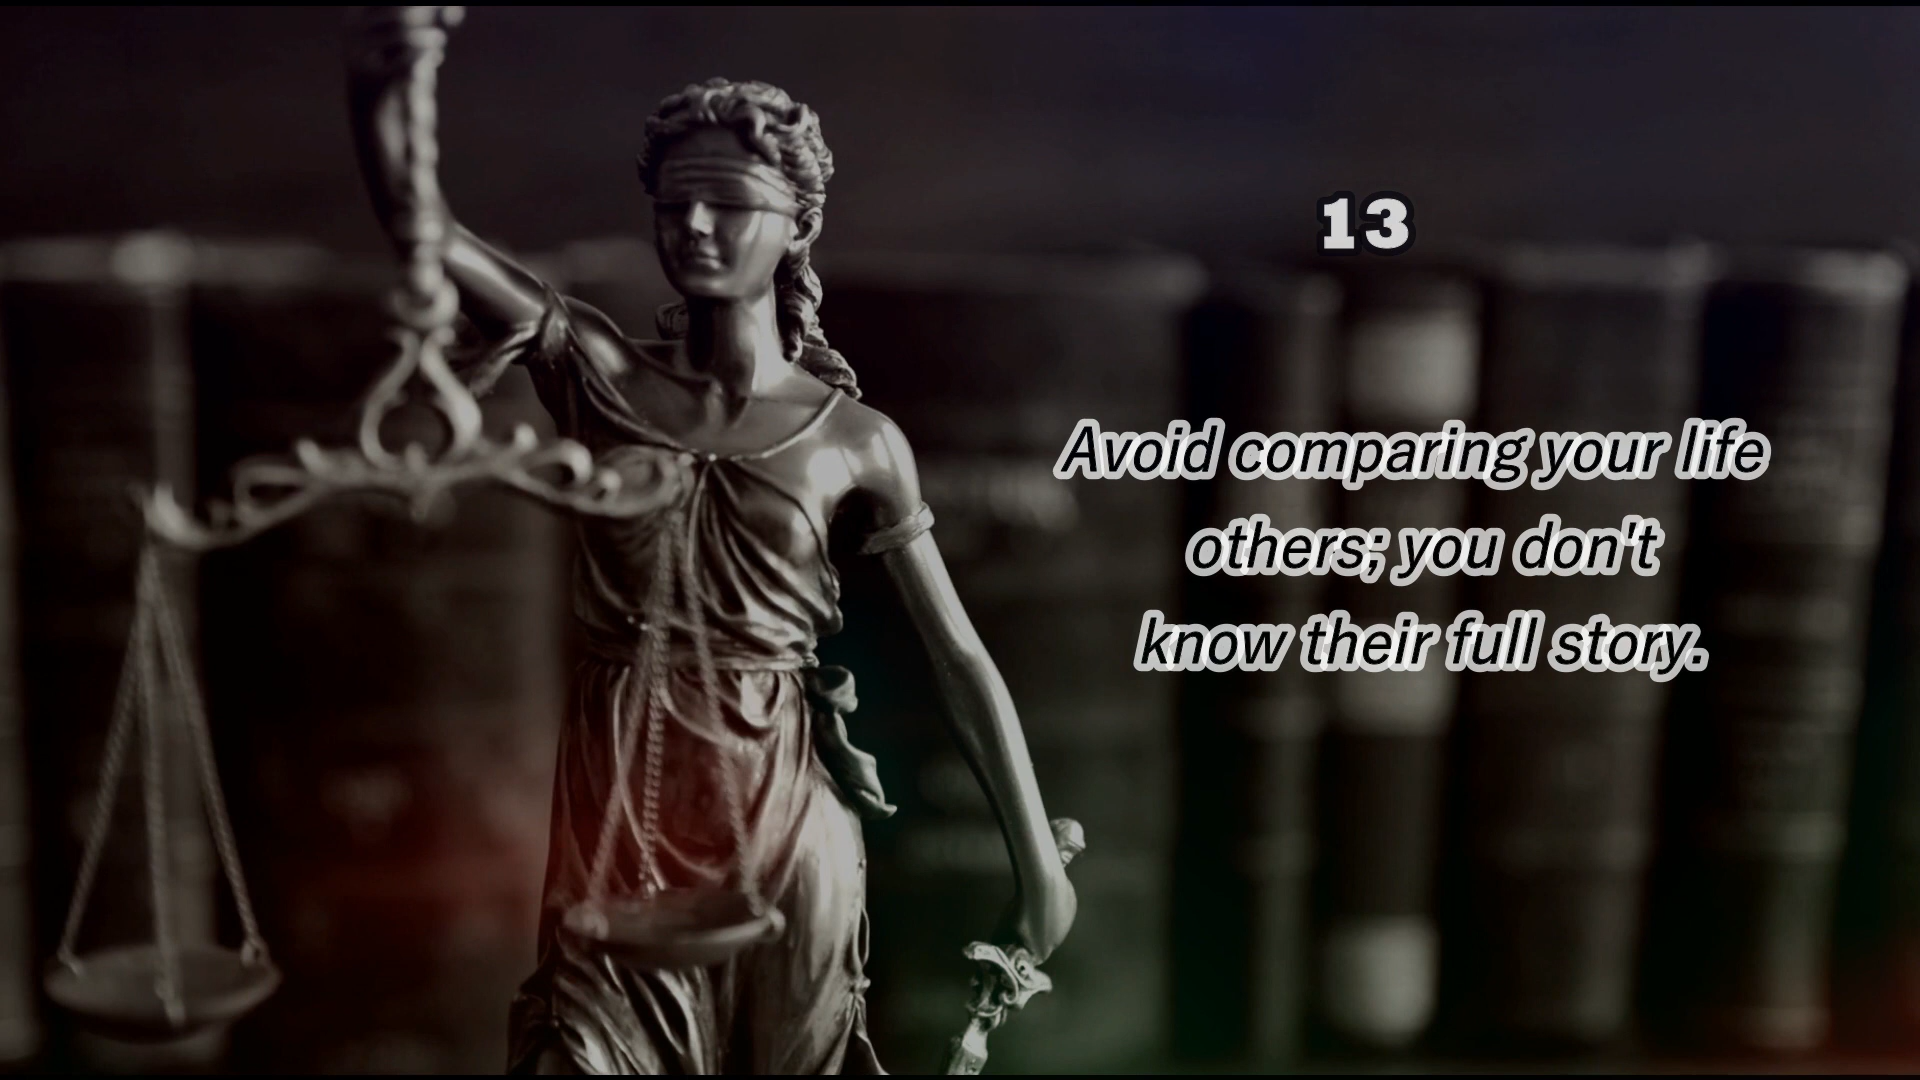 13
Avoid comparing your life
others; you don't
know their full story.